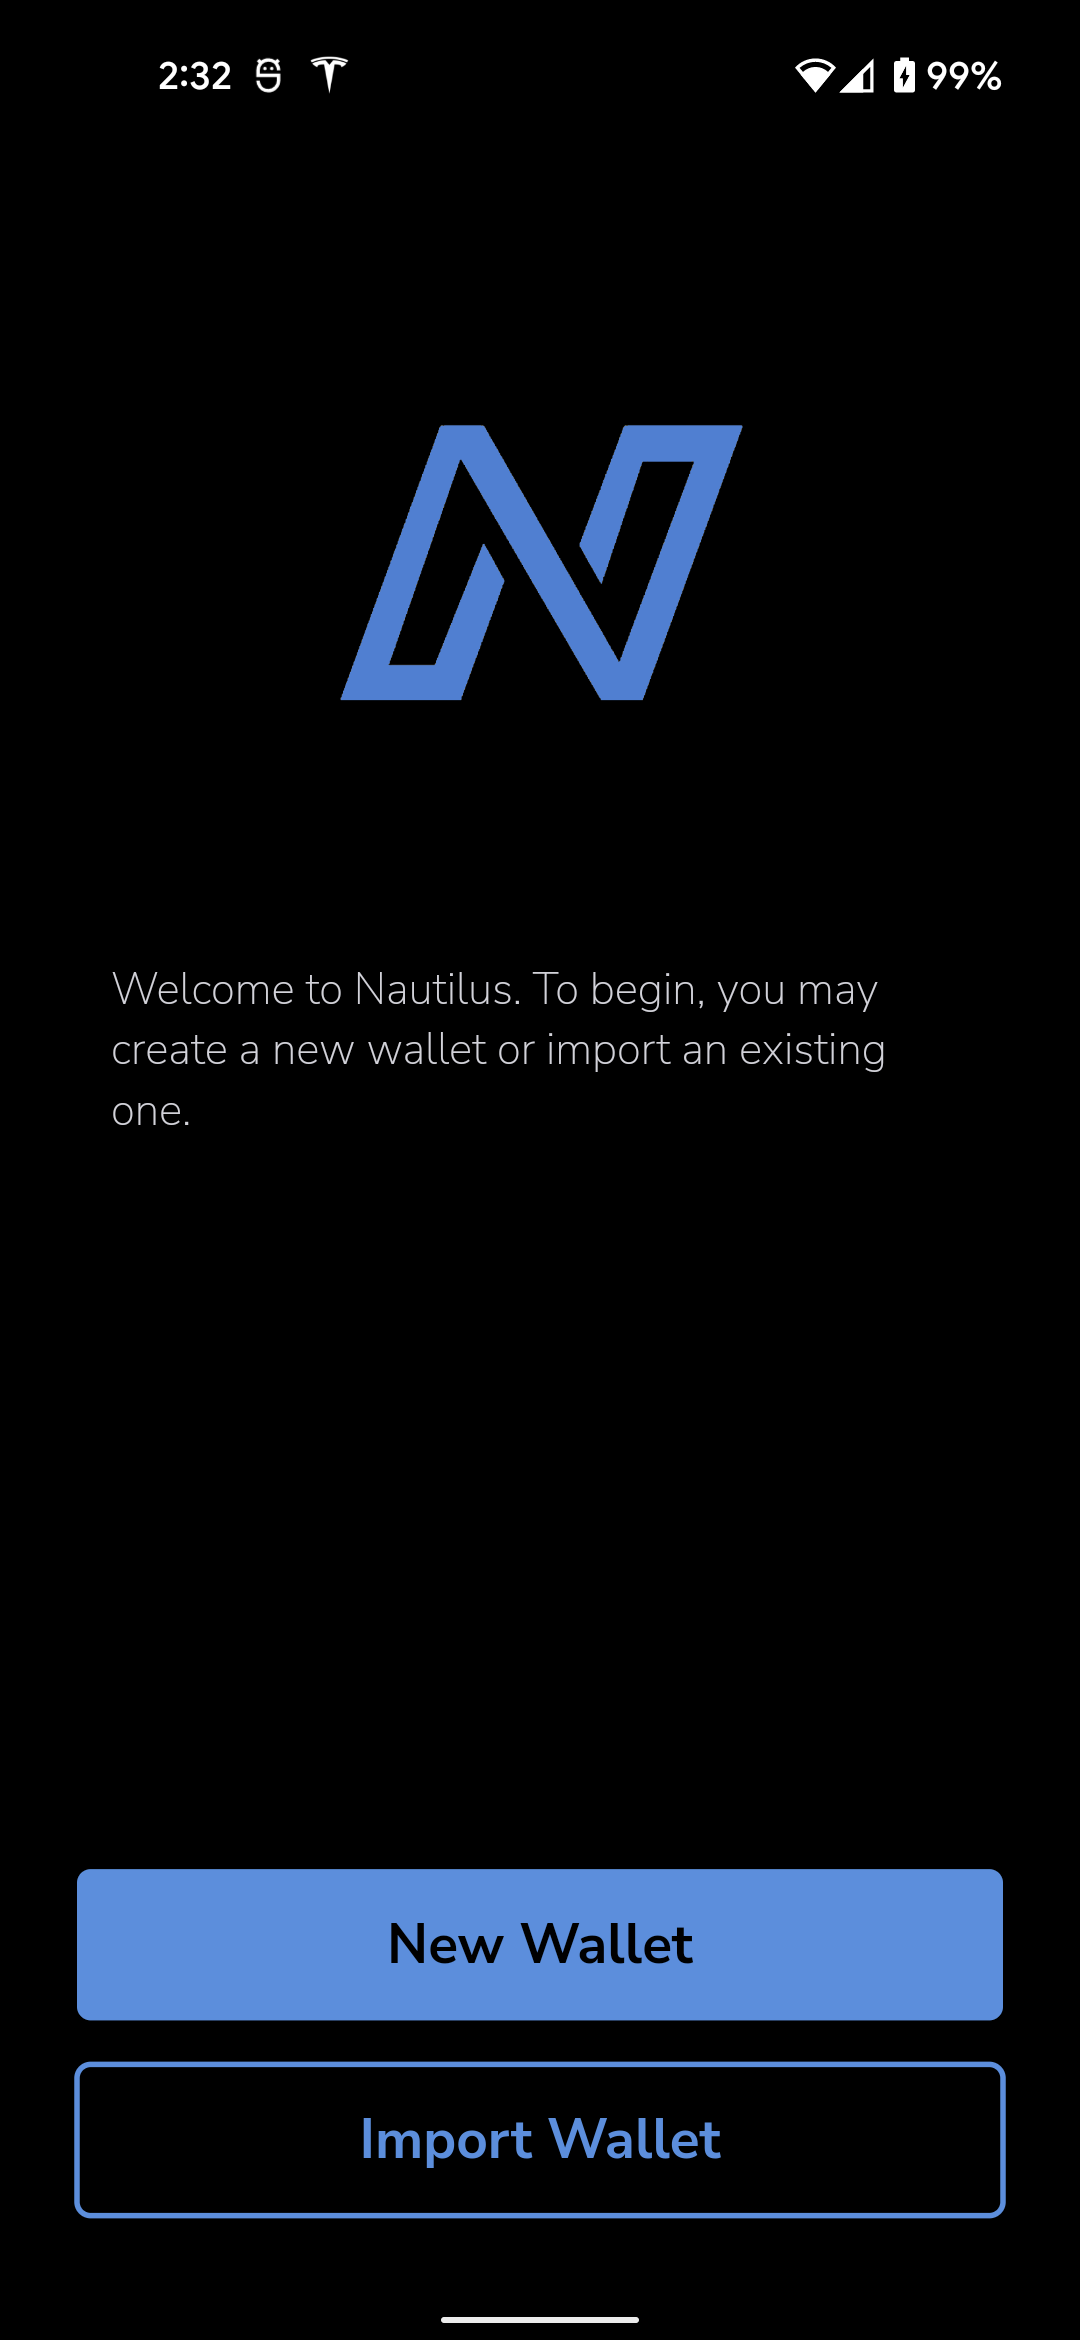 2:32
99%
Welcome to Nautilus. To begin, you may
create a new wallet or import an existing
one.
New Wallet
Import Wallet